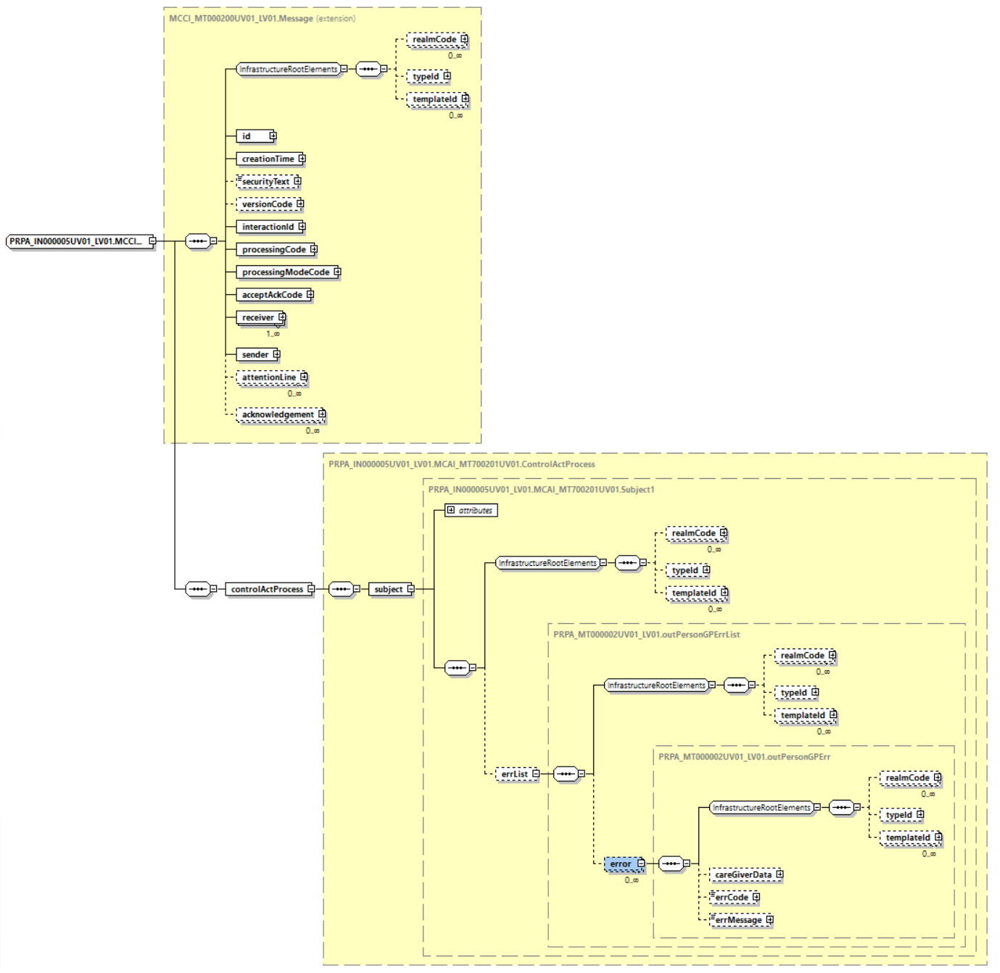 MCCI_MT000200UV01_LV01.Message (extension)
realmCode
0..∞
InfrastructureRootElements
typeId
templateId
0..∞
id
creationTime
securityText
versionCode
interactionId
PRPA_IN000005UV01_LV01.MCCI...
processingCode
processingModeCode
acceptAckCode
receiver
1..∞
sender
attentionLine
0..∞
acknowledgement
0..∞
PRPA_IN000005UV01_LV01.MCAI_MT700201UV01.ControlActProcess
PRPA_IN000005UV01_LV01.MCAI_MT700201UV01.Subject1
attributes
realmCode
0..∞
InfrastructureRootElements
typeId
templateId
0..∞
controlActProcess
subject
PRPA_MT000002UV01_LV01.outPersonGPErrList
realmCode
0..∞
InfrastructureRootElements
typeId
templateId
0..∞
PRPA_MT000002UV01_LV01.outPersonGPErr
errList
realmCode
0..∞
InfrastructureRootElements
typeId
templateId
0..∞
error
0..∞
careGiverData
errCode
errMessage